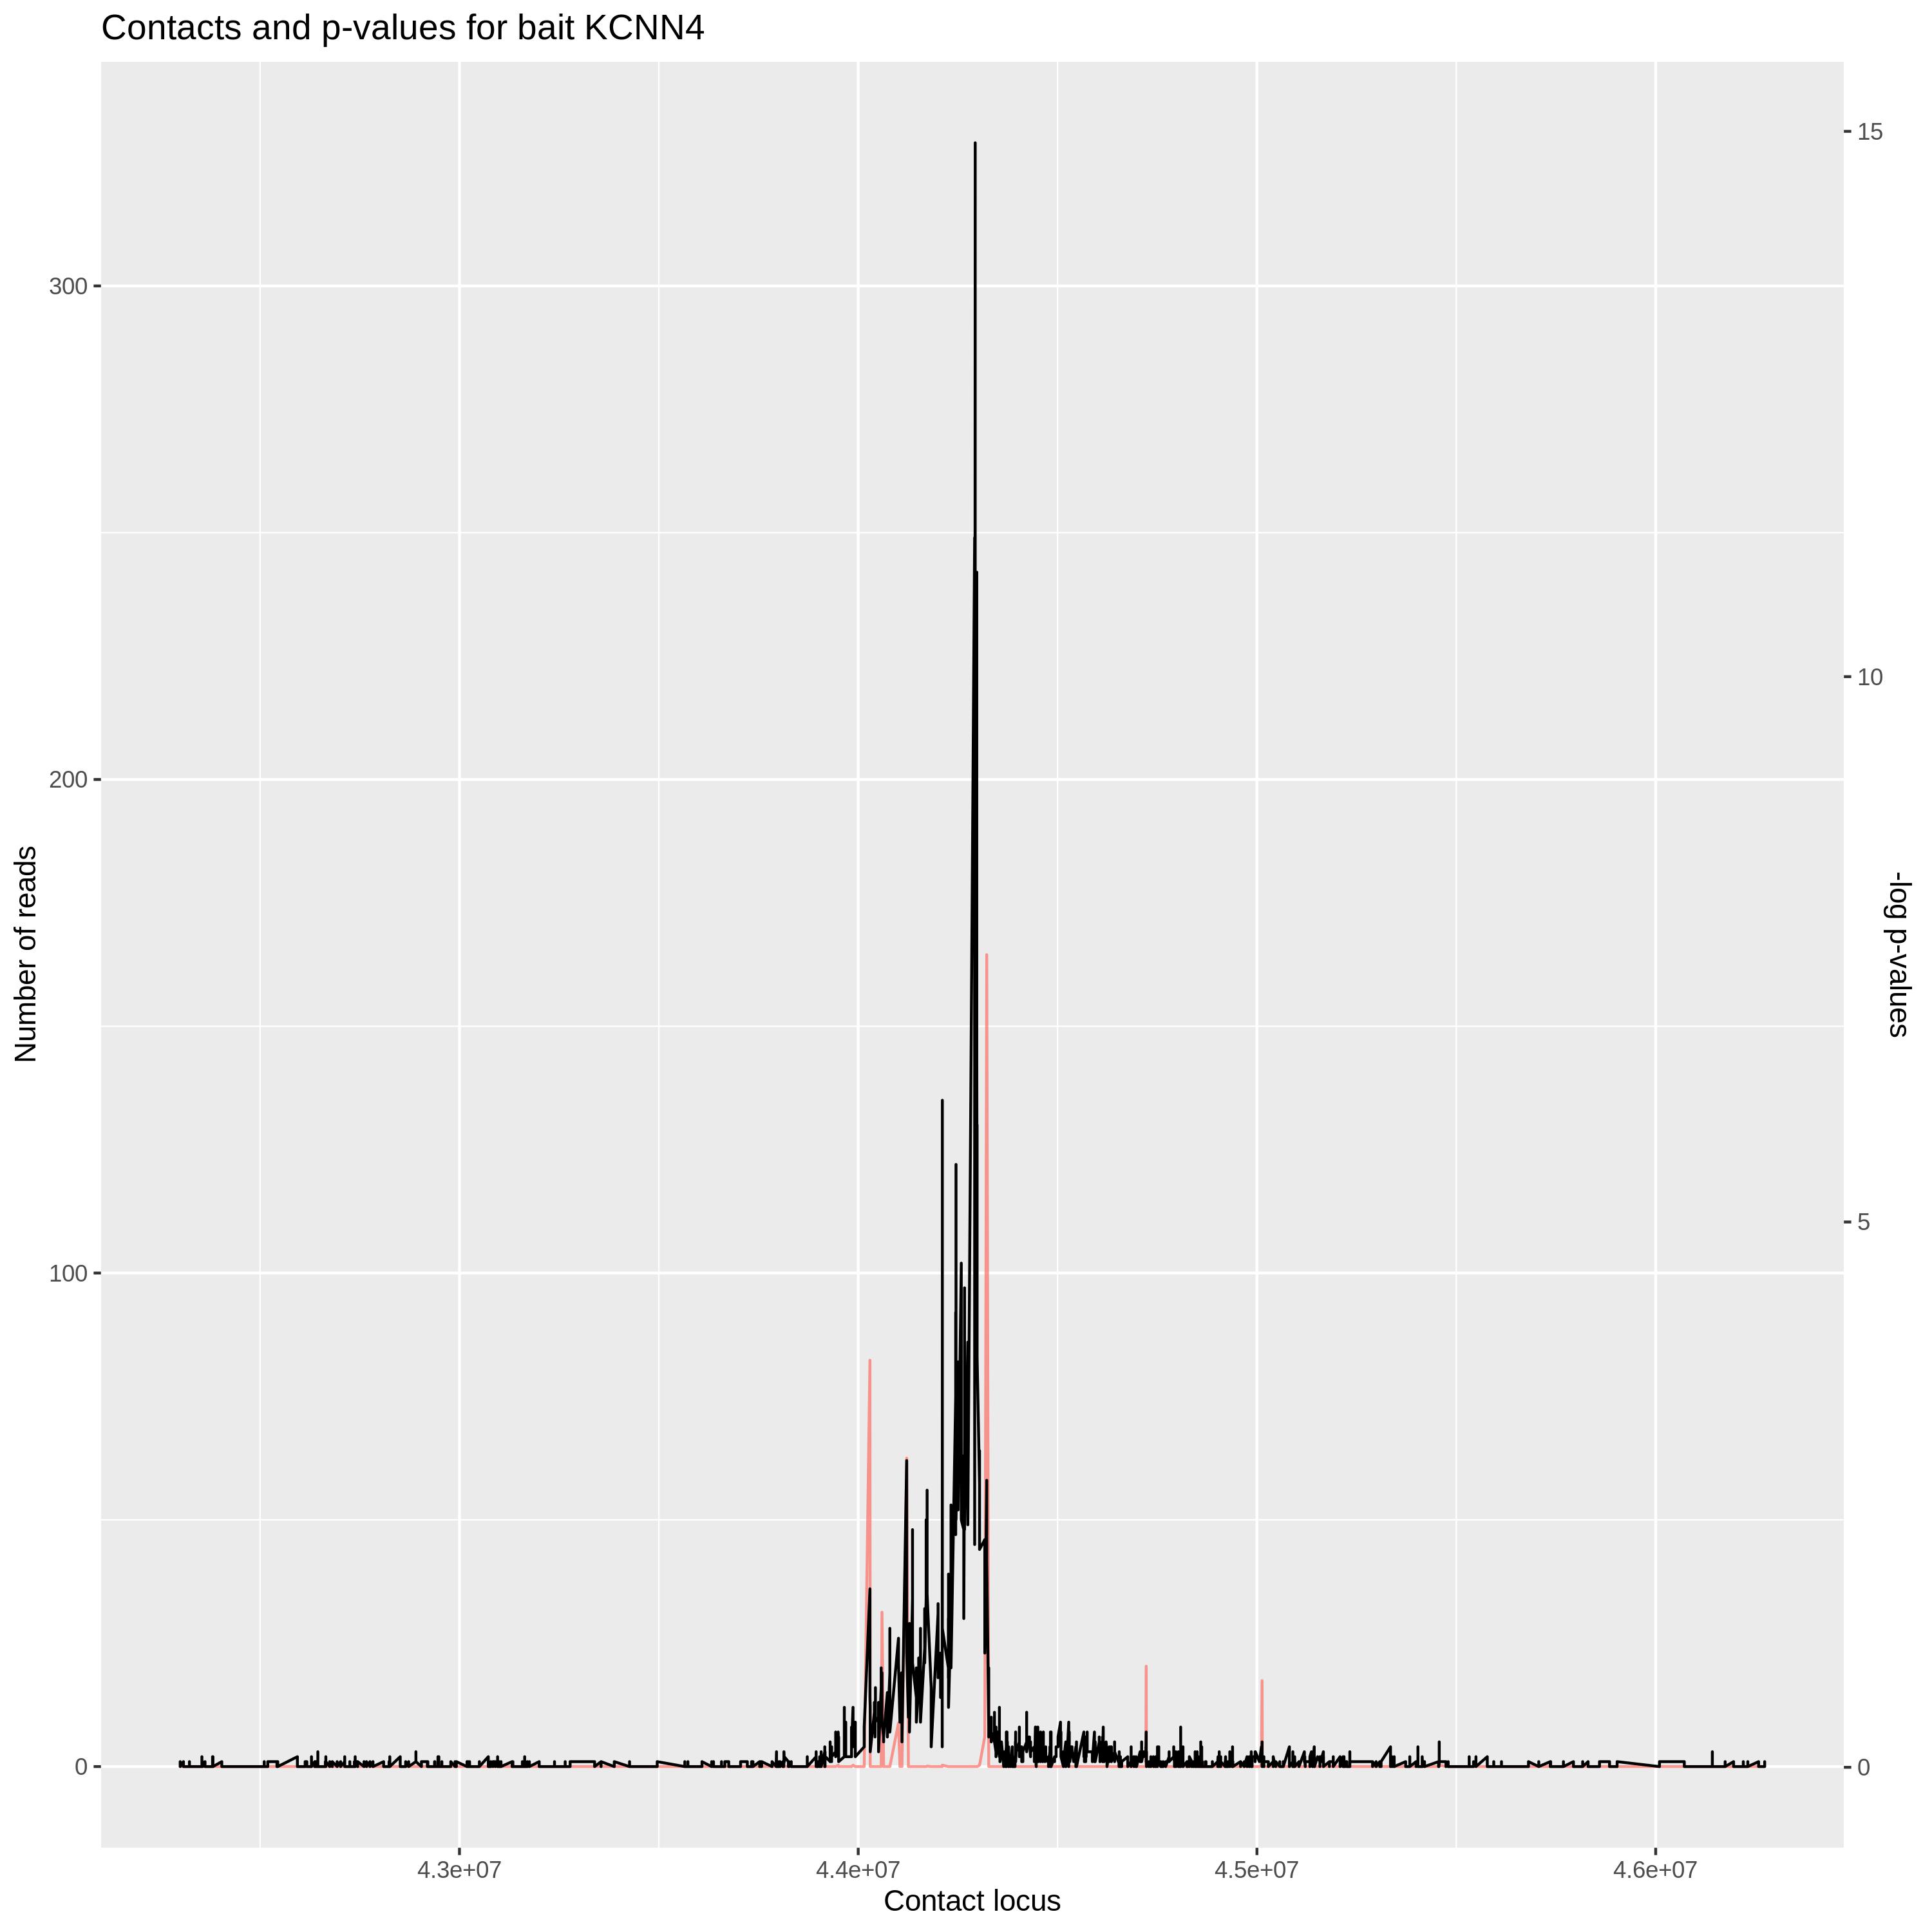 Contacts and p-values for bait KCNN4
300
200
100
0
Number of reads
15
10
5
0
-log p-values
4.3e+07
4.4e+07
4.5e+07
4.6e+07
Contact locus